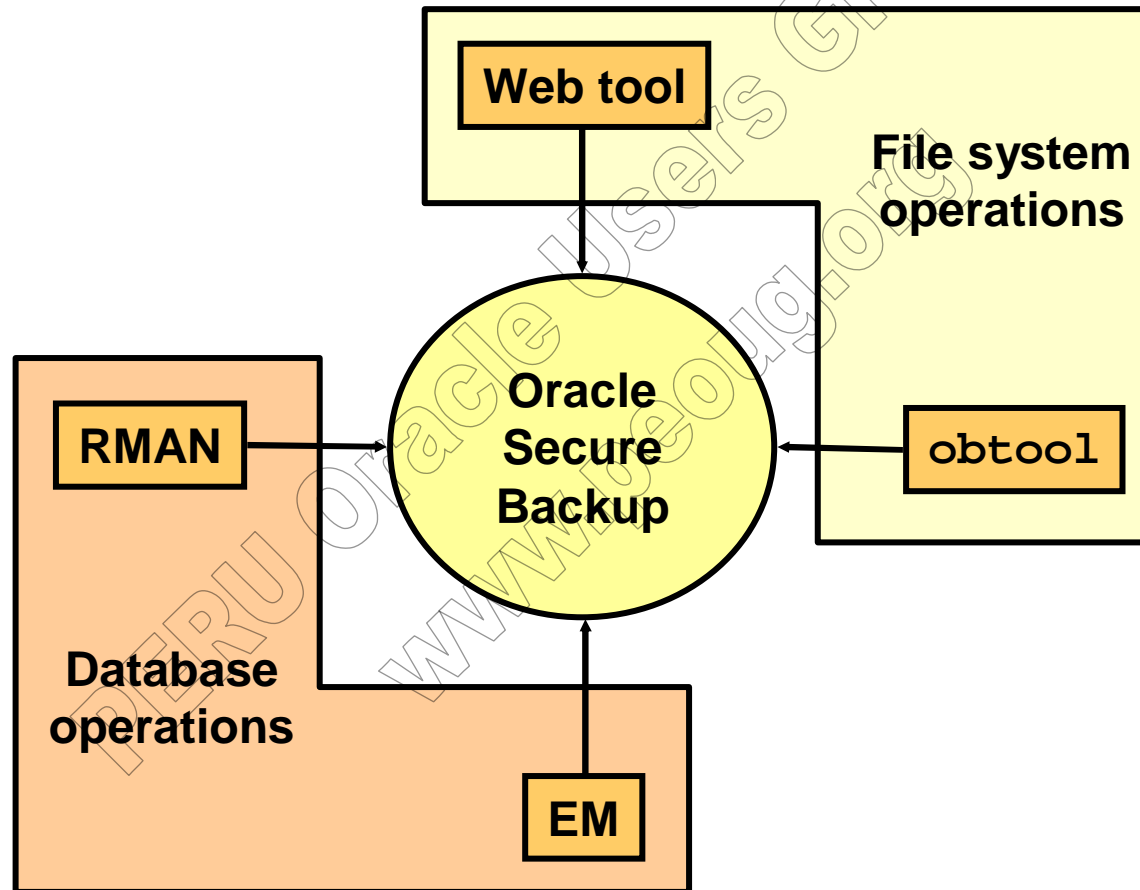 Web tool
File system
operations
Oracle
Secure
Backup
RMAN
obtool
Database
operations
EM
PERU Oracle Users
www.peoug.org